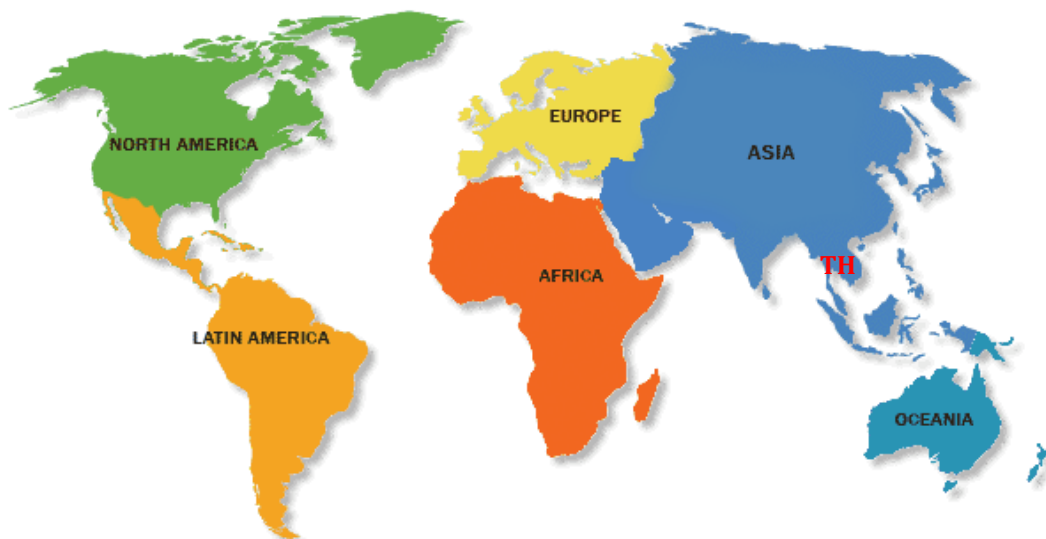 NORTH AMERICA
EUROPE
ASIA
TH
AFRICA
LATIN AMERICA
OCEANIA